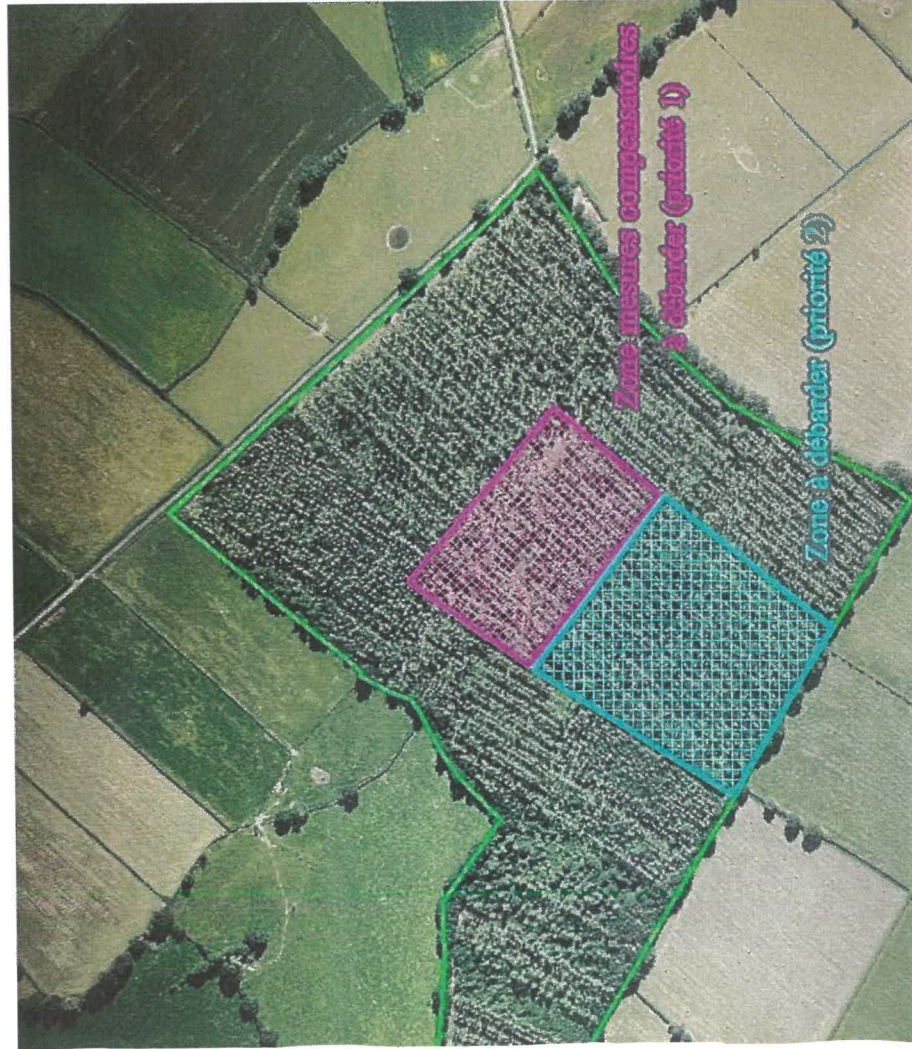 Zone mesures compensatoires
à débarder (priorité 1)
Zone à débarder (priorité 2)